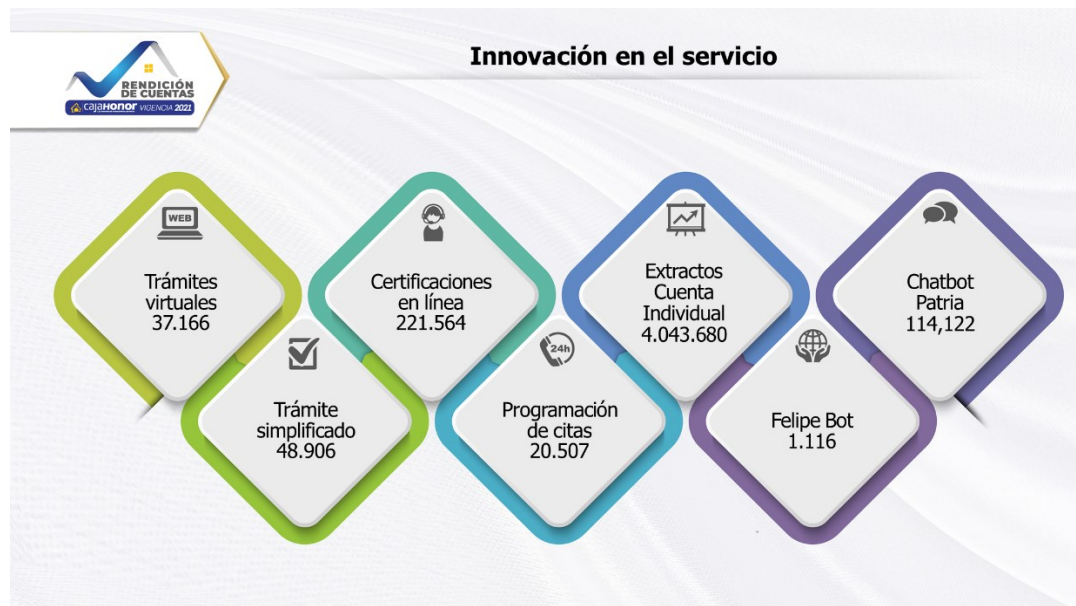 RENDICIÓN
DE CUENTAS
cajaHonor VIGENCIA 2021
Innovación en el servicio
WEB
Trámites
virtuales
37.166
Trámite
simplificado
48.906
Certificaciones
en línea
221.564
24h
Programación
de citas
20.507
Extractos
Cuenta
Individual
4.043.680
Felipe Bot
1.116
Chatbot
Patria
114,122